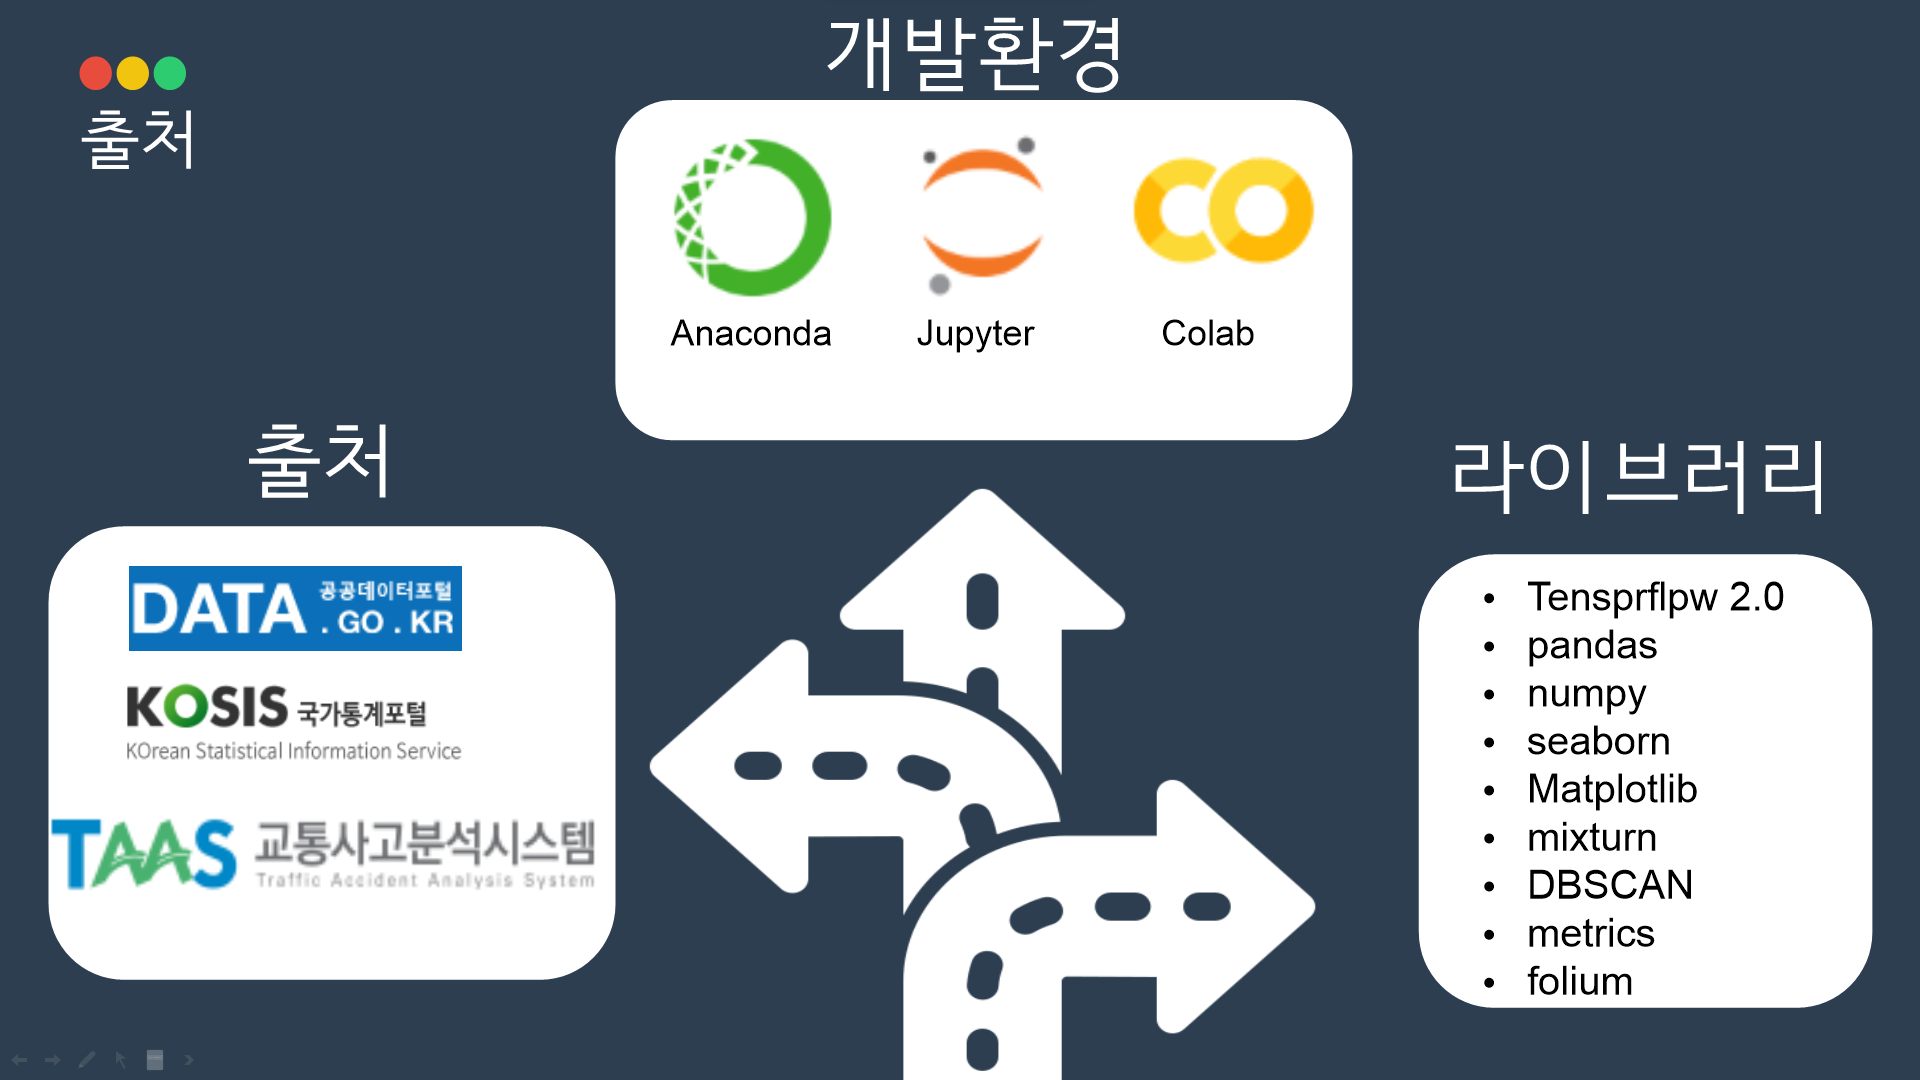 출처
개발환경
Anaconda
Jupyter
Colab
출처
DATA 공공데이터포털
.GO.KR
KOSIS 국가통계포털
KOrean Statistical Information Service
TAAS 교통사고분석시스템
Traffic Accident Analysis System
라이브러리
• Tensprflpw 2.0
• pandas
• numpy
• seaborn
• Matplotlib
• mixturn
• DBSCAN
• metrics
• folium